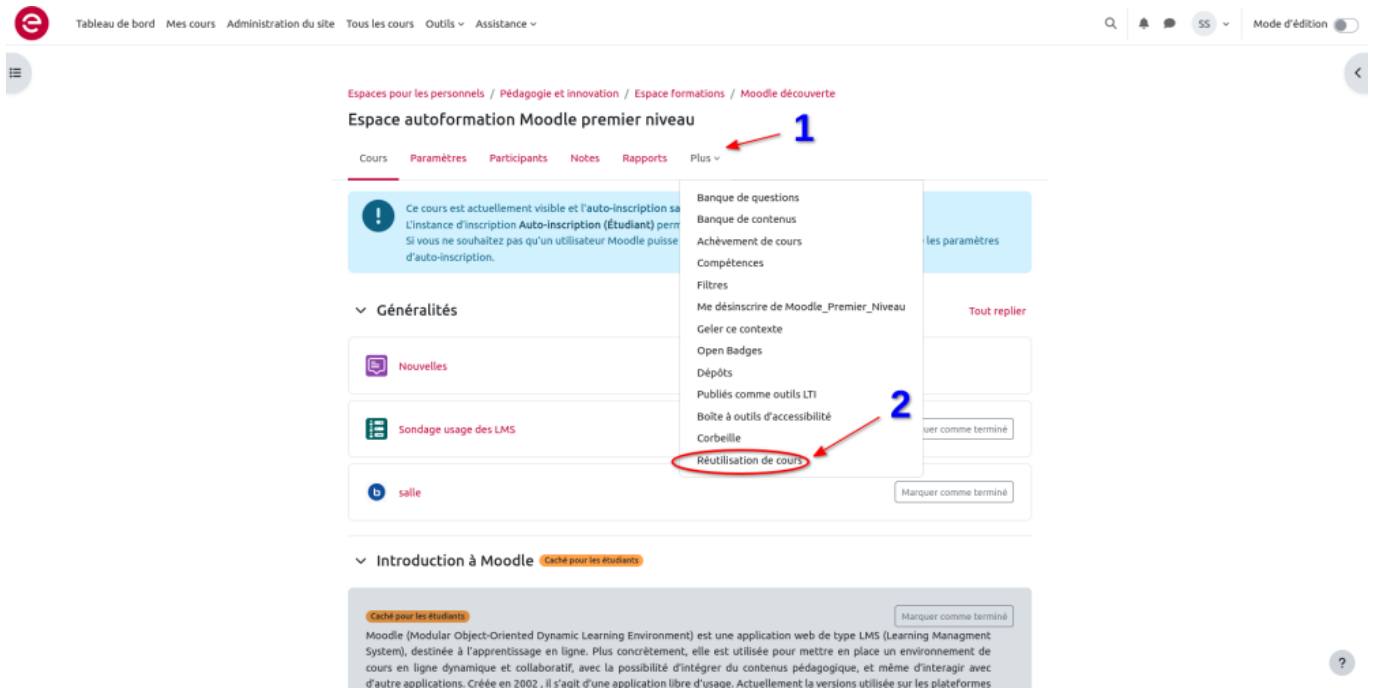 e
Tableau de bord Mes cours Administration du site Tous les cours Outils Assistance SS Mode d'édition
Espaces pour les personnels / Pédagogie et innovation / Espace formations / Moodle découverte
Espace autoformation Moodle premier niveau
1
Cours Paramètres Participants Notes Rapports Plus
Banque de questions
Banque de contenus
Achèvement de cours
Compétences
Filtres
Me désinscrire de Moodle_Premier_Niveau
Geler ce contexte
Open Badges
Dépôts
Publiés comme outils LTI
Boîte à outils d'accessibilité
Corbeille
Réutilisation de cours
2
!
Ce cours est actuellement visible et l'auto-inscription sa
L'instance d'inscription Auto-inscription (Étudiant) perm
Si vous ne souhaitez pas qu'un utilisateur Moodle puisse les paramètres
d'auto-inscription.
Généralités Tout replier
Nouvelles
Sondage usage des LMS uer comme terminé
b salle Marquer comme terminé
Introduction à Moodle Caché pour les étudiants
Caché pour les étudiants Marquer comme terminé
Moodle (Modular Object-Oriented Dynamic Learning Environment) est une application web de type LMS (Learning Managment
System), destinée à l'apprentissage en ligne. Plus concrètement, elle est utilisée pour mettre en place un environnement de
cours en ligne dynamique et collaboratif, avec la possibilité d'intégrer du contenus pédagogique, et même d'interagir avec
d'autre applications. Créée en 2002 , il s'agit d'une application libre d'usage. Actuellement la versions utilisée sur les plateformes
?